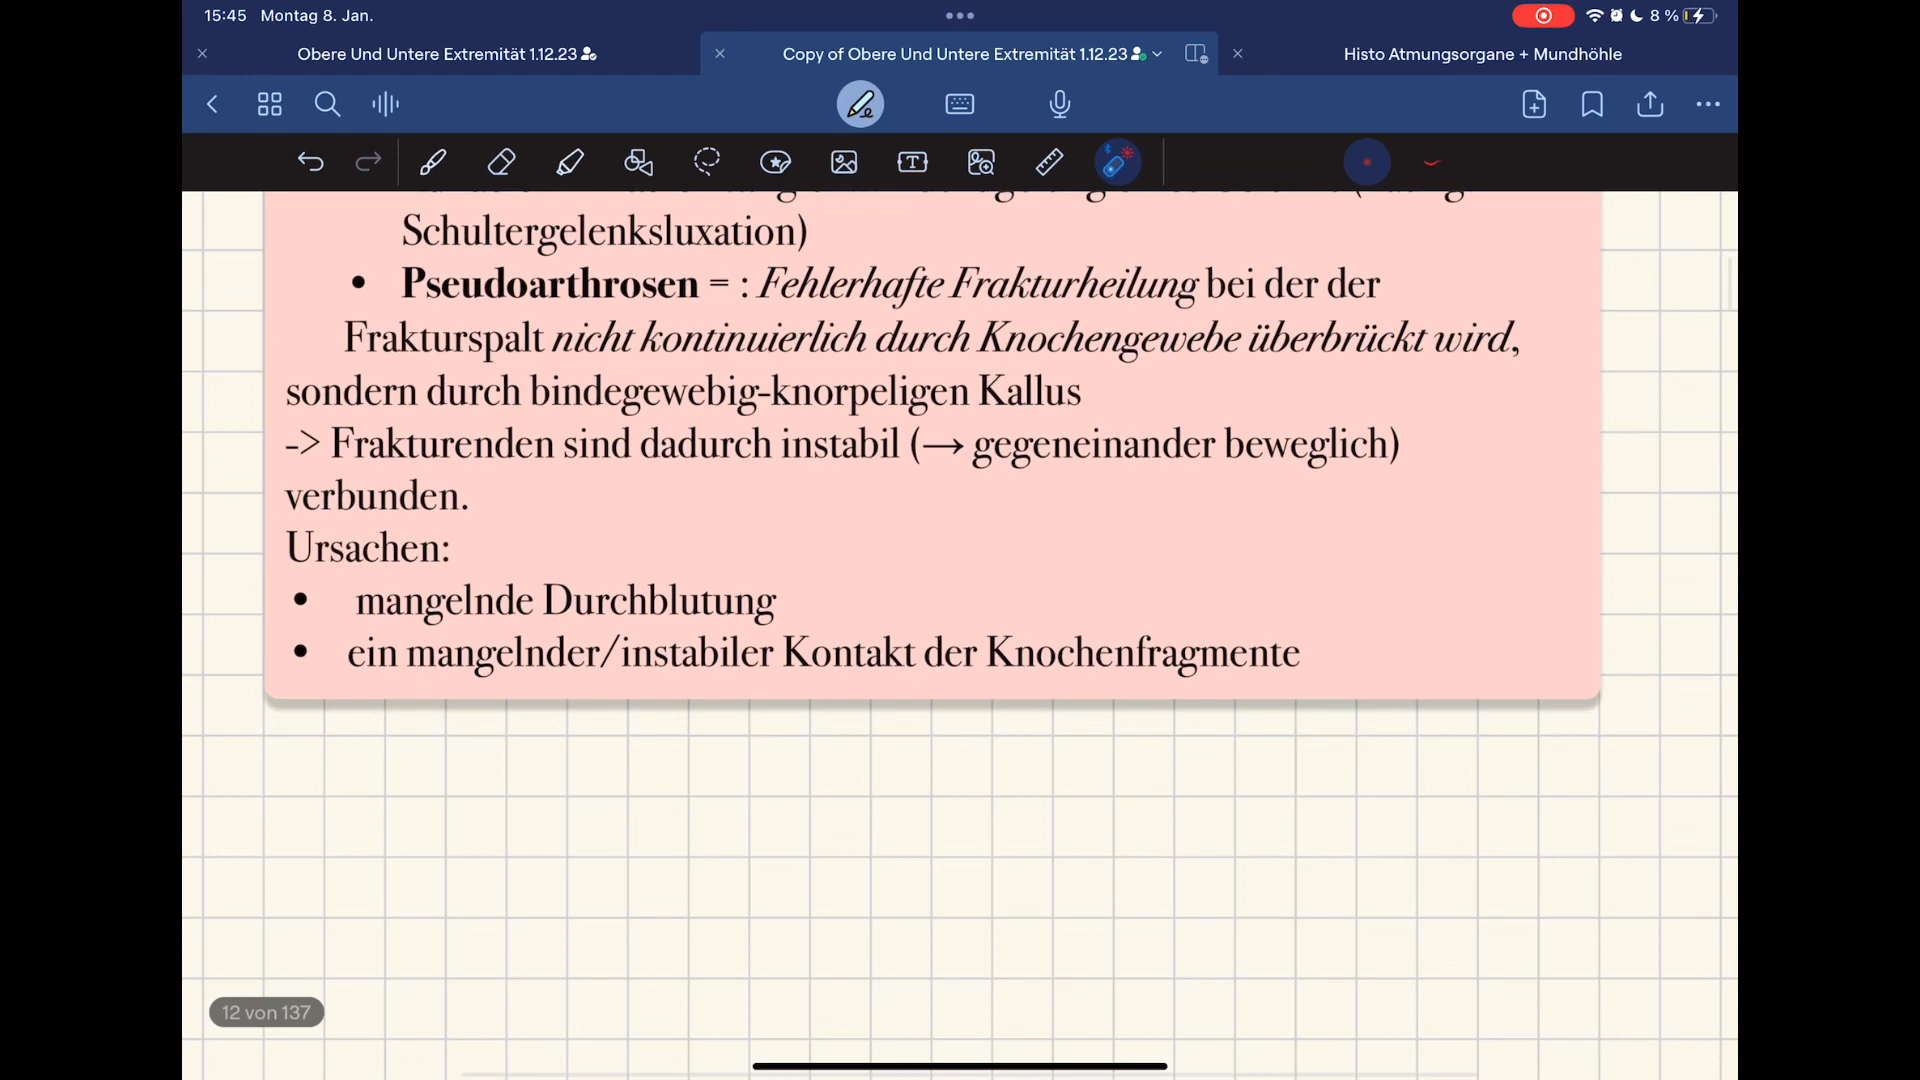 15:45 Montag 8. Jan.
8 %
Obere Und Untere Extremität 1.12.23
Copy of Obere Und Untere Extremität 1.12.23
Histo Atmungsorgane + Mundhöhle
Schultergelenksluxation)
• Pseudoarthrosen = : Fehlerhafte Frakturheilung bei der der
Frakturspalt nicht kontinuierlich durch Knochengewebe überbrückt wird,
sondern durch bindegewebig-knorpeligen Kallus
-> Frakturenden sind dadurch instabil (→ gegeneinander beweglich)
verbunden.
Ursachen:
• mangelnde Durchblutung
• ein mangelnder/instabiler Kontakt der Knochenfragmente
12 von 137